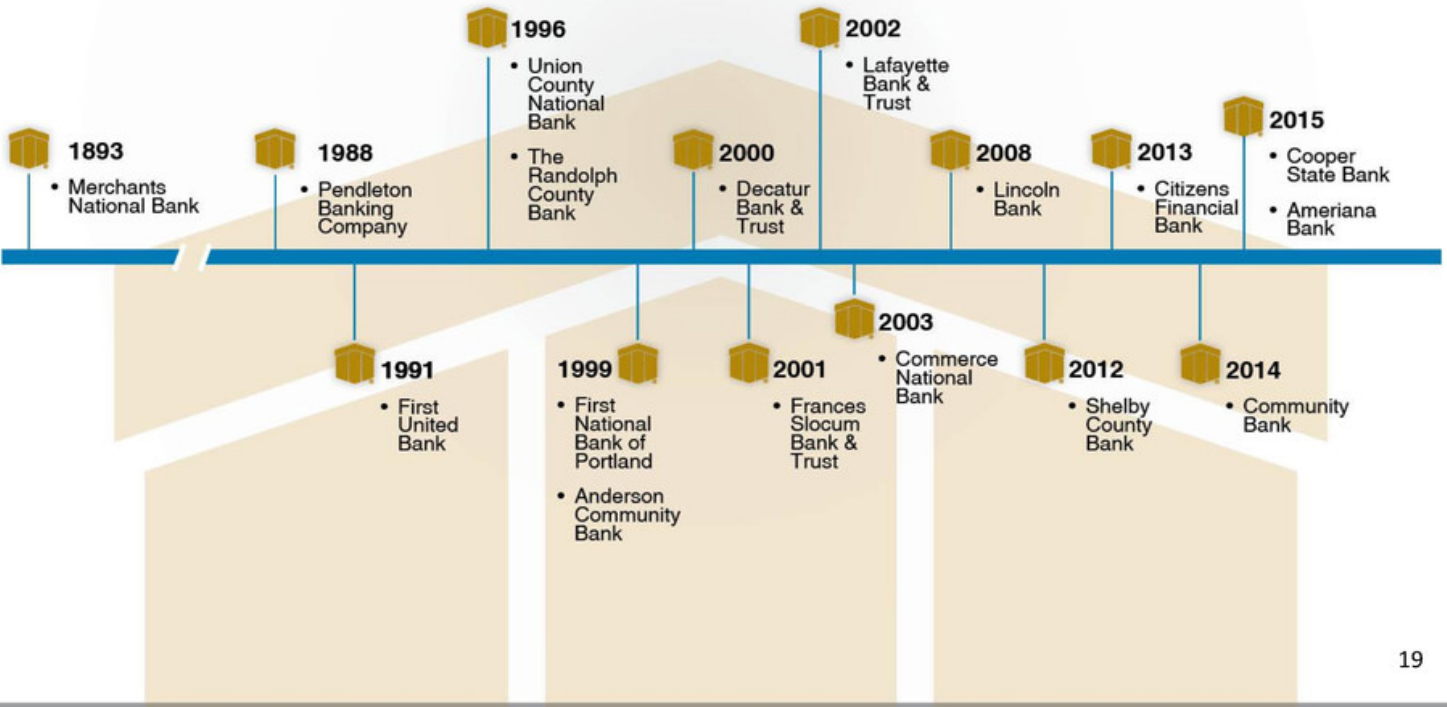 1893
• Merchants
National Bank
1988
• Pendleton
Banking
Company
1991
• First
United
Bank
1996
• Union
County
National
Bank
• The
Randolph
County
Bank
1999
• First
National
Bank of
Portland
• Anderson
Community
Bank
2000
• Decatur
Bank &
Trust
2001
• Frances
Slocum
Bank &
Trust
2002
• Lafayette
Bank &
Trust
2003
• Commerce
National
Bank
2008
• Lincoln
Bank
2012
• Shelby
County
Bank
2013
• Citizens
Financial
Bank
2014
• Community
Bank
2015
• Cooper
State Bank
• Ameriana
Bank
19